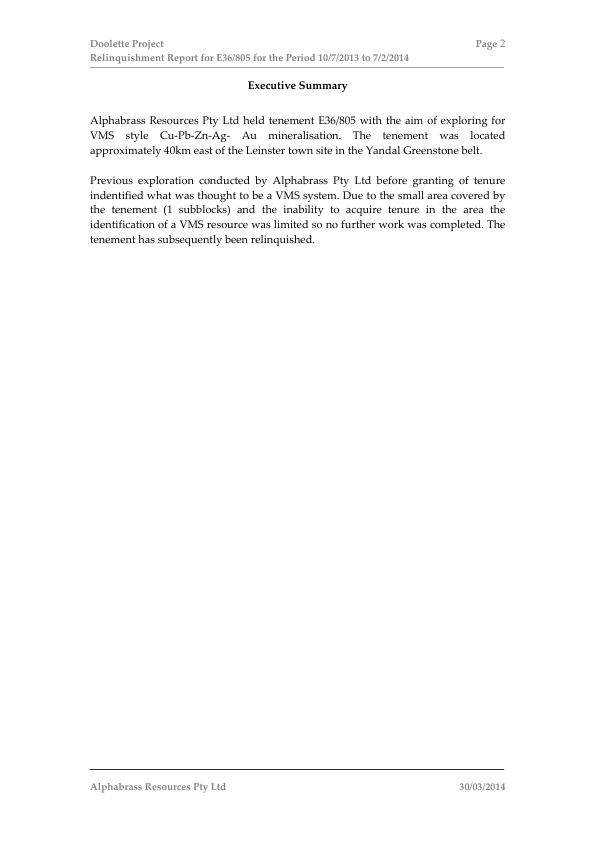 Doolette Project Page 2
Relinquishment Report for E36/805 for the Period 10/7/2013 to 7/2/2014
Executive Summary
Alphabrass Resources Pty Ltd held tenement E36/805 with the aim of exploring for
VMS style Cu-Pb-Zn-Ag- Au mineralisation. The tenement was located
approximately 40km east of the Leinster town site in the Yandal Greenstone belt.
Previous exploration conducted by Alphabrass Pty Ltd before granting of tenure
indentified what was thought to be a VMS system. Due to the small area covered by
the tenement (1 subblocks) and the inability to acquire tenure in the area the
identification of a VMS resource was limited so no further work was completed. The
tenement has subsequently been relinquished.
Alphabrass Resources Pty Ltd 30/03/2014